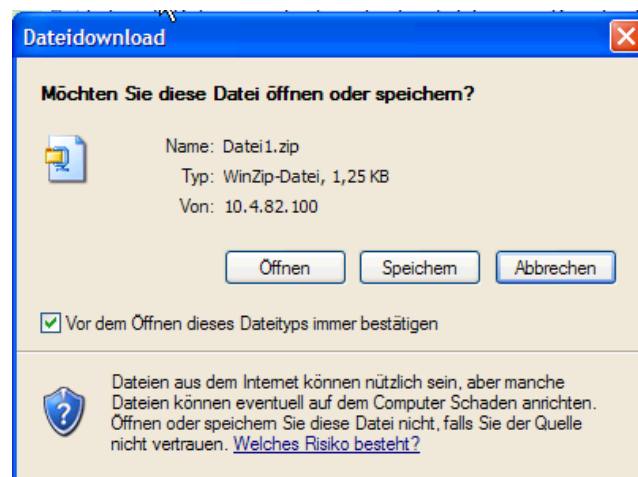 Dateidownload
Möchten Sie diese Datei öffnen oder speichern?
Name: Datei1.zip
Typ: WinZip-Datei, 1,25 KB
Von: 10.4.82.100
Öffnen Speichern Abbrechen
Vor dem Öffnen dieses Dateityps immer bestätigen
Dateien aus dem Internet können nützlich sein, aber manche
Dateien können eventuell auf dem Computer Schaden anrichten.
Öffnen oder speichern Sie diese Datei nicht, falls Sie der Quelle
nicht vertrauen. Welches Risiko besteht?